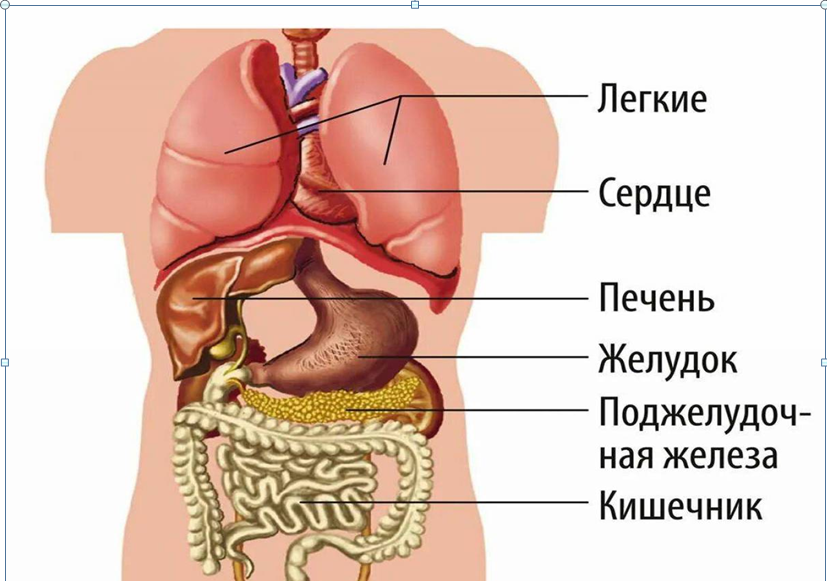 Легкие
Сердце
Печень
Желудок
Поджелудоч-
ная железа
Кишечник